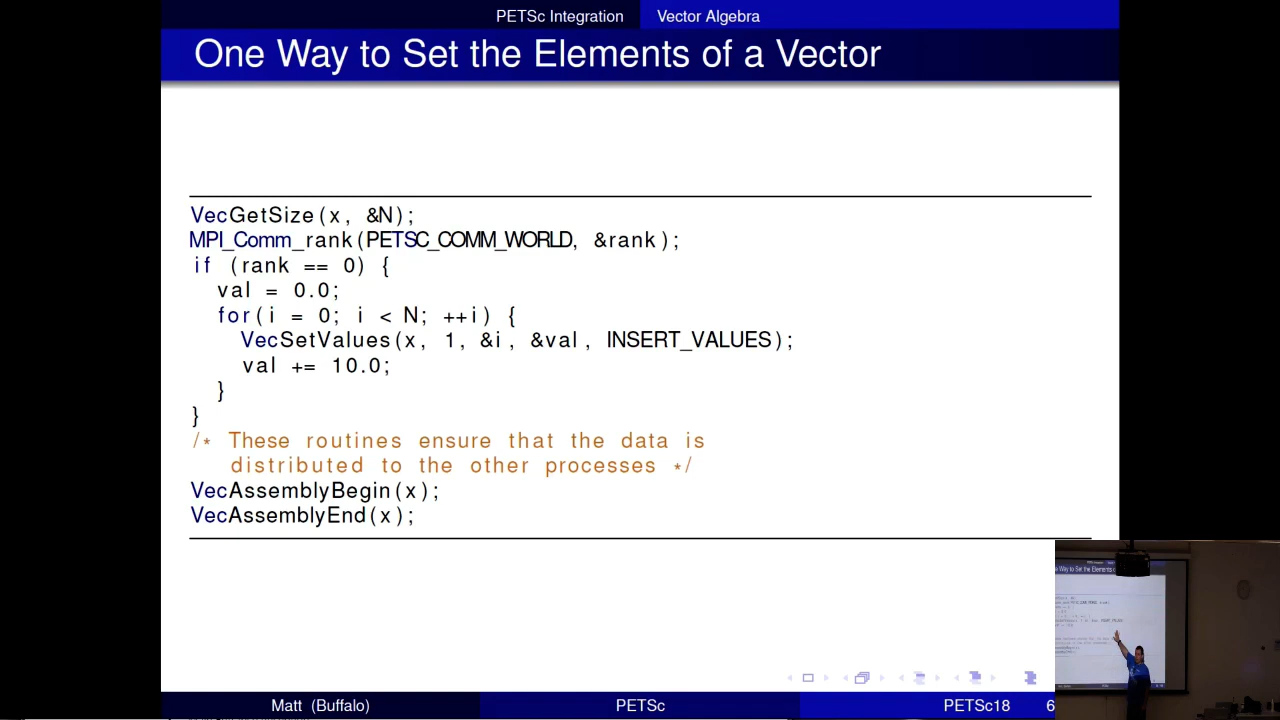 PETSc Integration Vector Algebra
One Way to Set the Elements of a Vector
VecGetSize(x, &N);
MPI_Comm_rank(PETSC_COMM_WORLD, &rank);
if (rank == 0) {
val = 0.0;
for(i = 0; i < N; ++i) {
VecSetValues(x, 1, &i, &val, INSERT_VALUES);
val += 10.0;
}
}
/* These routines ensure that the data is
distributed to the other processes */
VecAssemblyBegin(x);
VecAssemblyEnd(x);
Matt (Buffalo) PETSc PETSc18 6